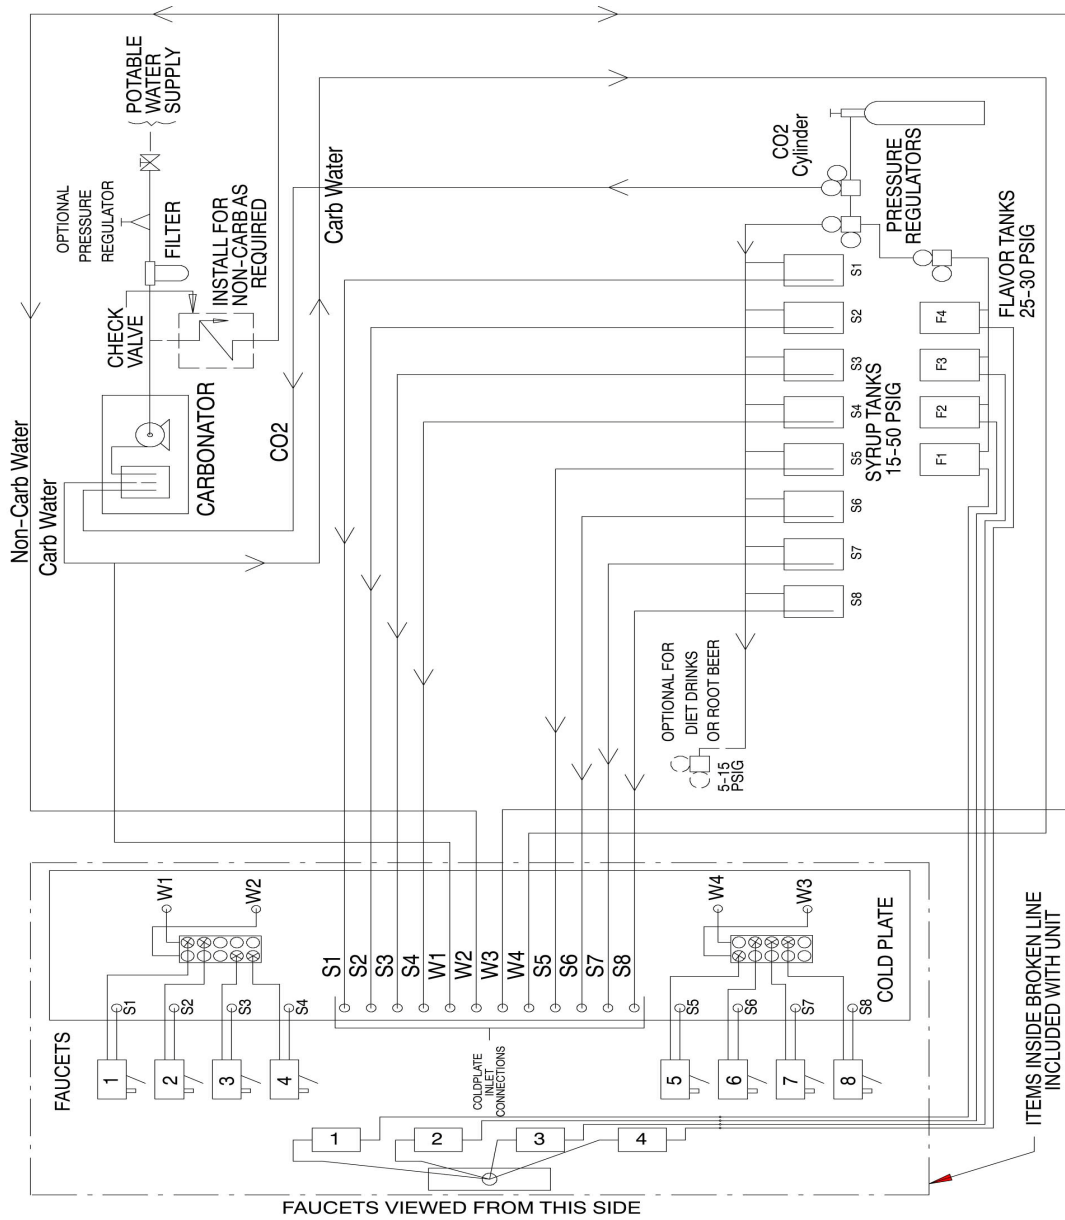 POTABLE
WATER
SUPPLY
OPTIONAL
PRESSURE
REGULATOR
FILTER
INSTALL FOR
NON-CARB AS
REQUIRED
CHECK
VALVE
CARBONATOR
CO2
Carb Water
Non-Carb Water
Carb Water
CO2
Cylinder
PRESSURE
REGULATORS
FLAVOR TANKS
25-30 PSIG
S1
S2
S3
S4
S5
S6
S7
S8
SYRUP TANKS
15-50 PSIG
F4
F3
F2
F1
OPTIONAL FOR
DIET DRINKS
OR ROOT BEER
5-15
PSIG
W1
W2
W4
W3
S1
S2
S3
S4
W1
W2
W3
W4
S5
S6
S7
S8
COLD PLATE
S1
S2
S3
S4
S5
S6
S7
S8
FAUCETS
1
2
3
4
5
6
7
8
COLDPLATE
INLET
CONNECTIONS
1
2
3
4
ITEMS INSIDE BROKEN LINE
INCLUDED WITH UNIT
FAUCETS VIEWED FROM THIS SIDE